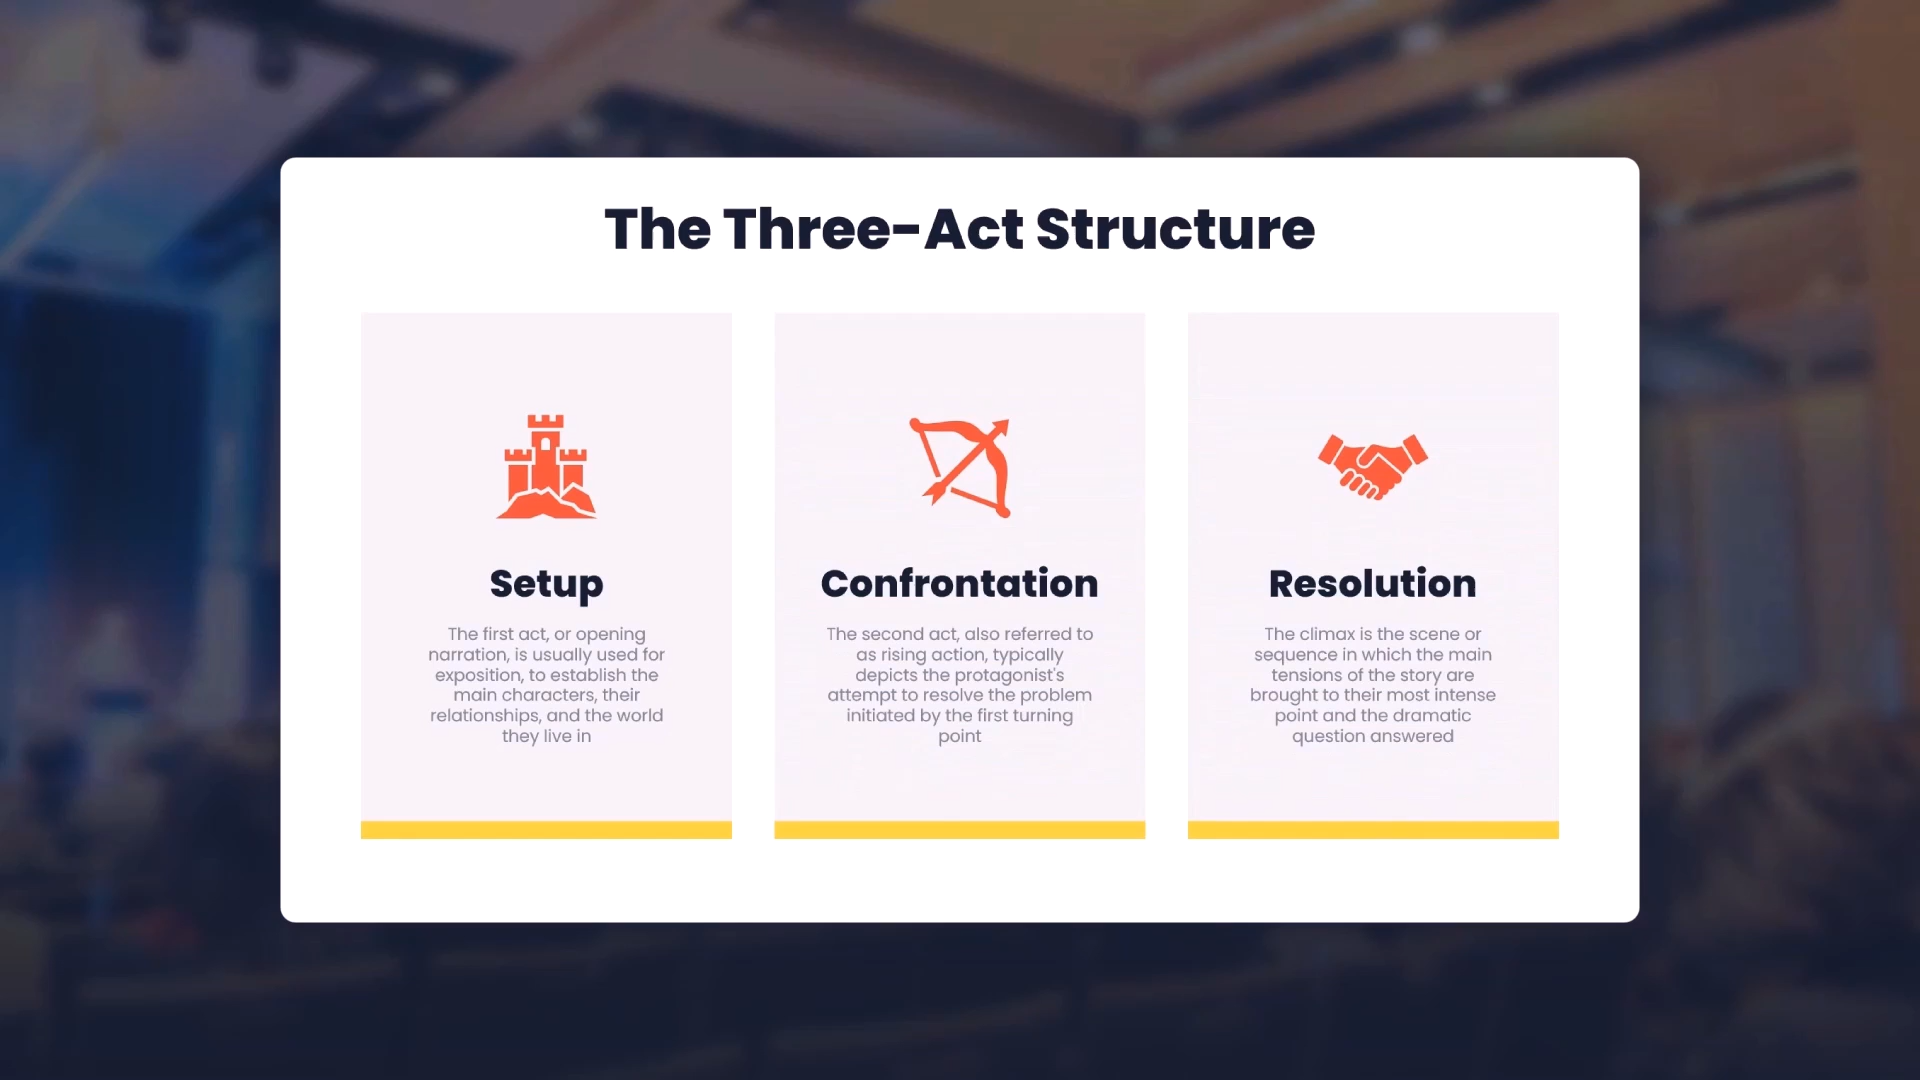 The Three-Act Structure
Setup
The first act, or opening
narration, is usually used for
exposition, to establish the
main characters, their
relationships, and the world
they live in
Confrontation
The second act, also referred to
as rising action, typically
depicts the protagonist's
attempt to resolve the problem
initiated by the first turning
point
Resolution
The climax is the scene or
sequence in which the main
tensions of the story are
brought to their most intense
point and the dramatic
question answered